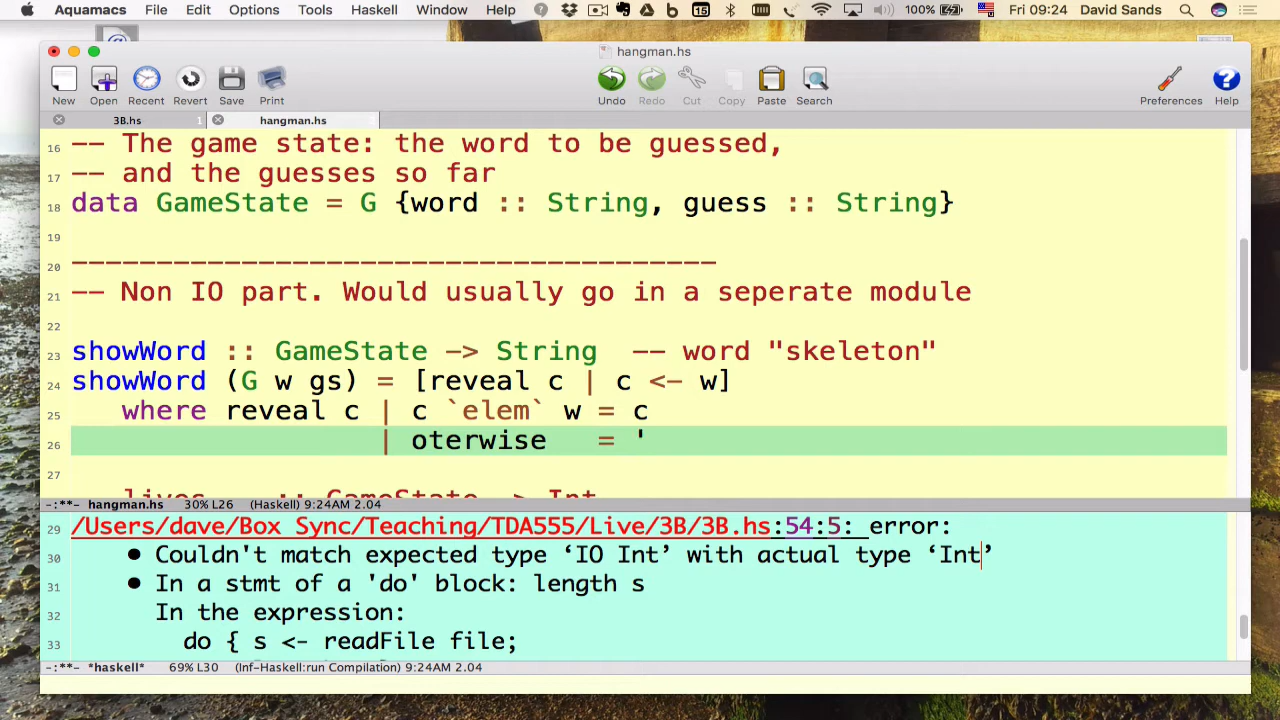 Aquamacs File Edit Options Tools Haskell Window Help 15 100% Fri 09:24 David Sands
hangman.hs
New Open Recent Revert Save Print Undo Redo Cut Copy Paste Search Preferences Help
3B.hs 1 hangman.hs
16 -- The game state: the word to be guessed,
17 -- and the guesses so far
18 data GameState = G {word :: String, guess :: String}
19
20 --------------------------------------
21 -- Non IO part. Would usually go in a seperate module
22
23 showWord :: GameState -> String -- word "skeleton"
24 showWord (G w gs) = [reveal c | c <- w]
25 where reveal c | c `elem` w = c
26 | oterwise = '
27
lives :: GameState -> Int
-:**- hangman.hs 30% L26 (Haskell) 9:24AM 2.04
29 /Users/dave/Box Sync/Teaching/TDA555/Live/3B/3B.hs:54:5: error:
30 • Couldn't match expected type ‘IO Int’ with actual type ‘Int’
31 • In a stmt of a 'do' block: length s
32 In the expression:
33 do { s <- readFile file;
-:**- *haskell* 69% L30 (Inf-Haskell:run Compilation) 9:24AM 2.04